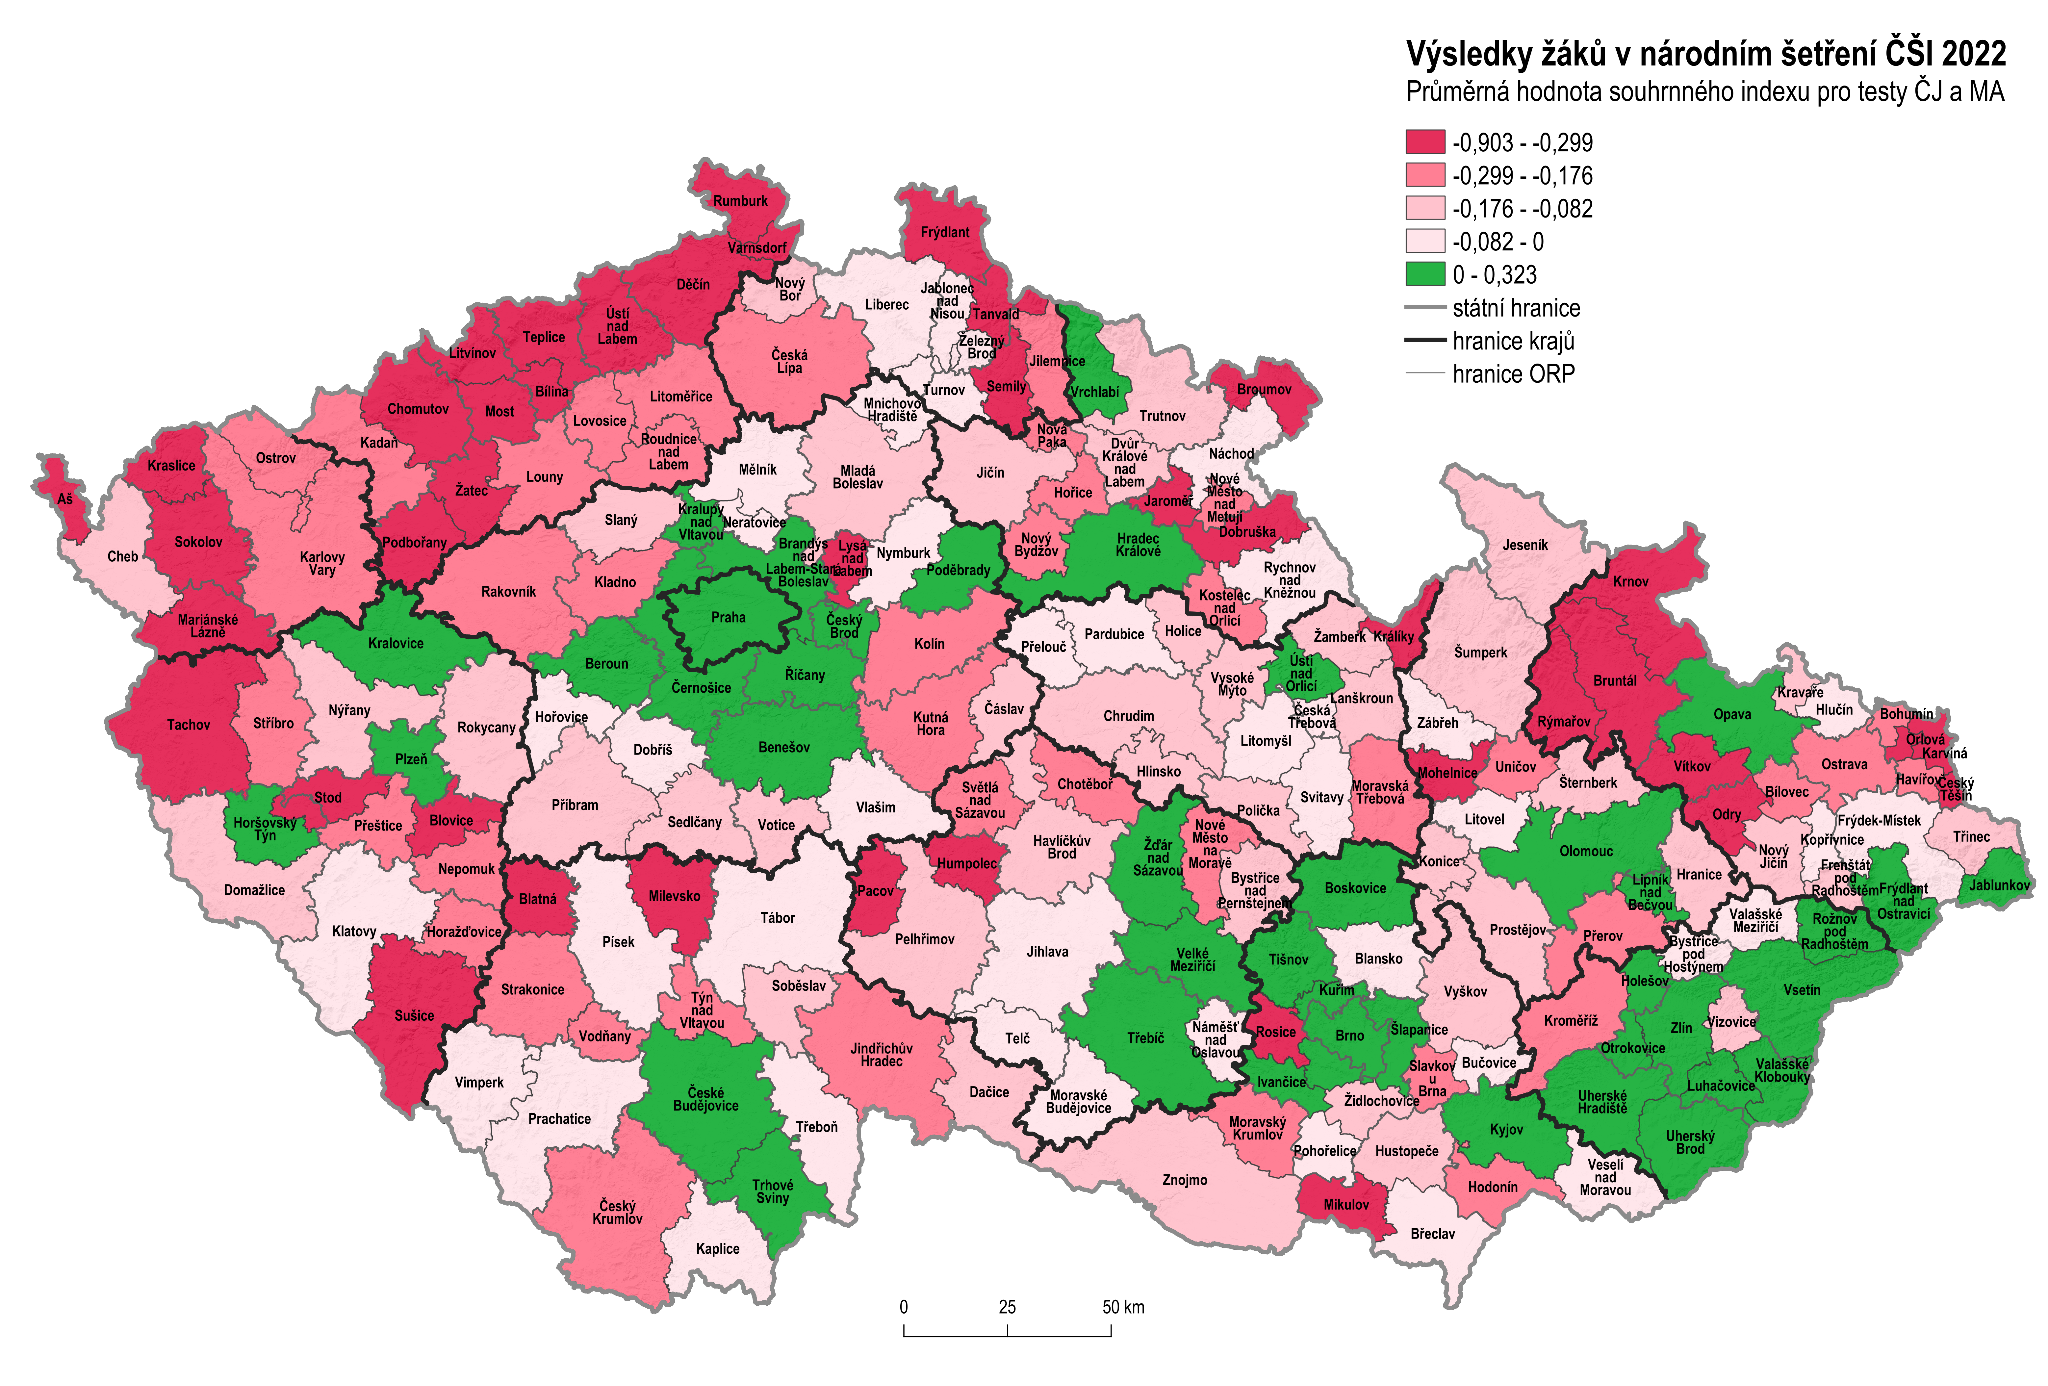 Výsledky žáků v národním šetření ČŠI 2022
Průměrná hodnota souhrnného indexu pro testy ČJ a MA
-0,903 - -0,299
-0,299 - -0,176
-0,176 - -0,082
-0,082 - 0
0 - 0,323
státní hranice
hranice krajů
hranice ORP
Rumburk
Varnsdorf
Děčín
Ústí
nad
Labem
Teplice
Litvínov
Bílina
Most
Chomutov
Kadaň
Žatec
Podbořany
Louny
Lovosice
Litoměřice
Roudnice
nad
Labem
Kraslice
Ostrov
Aš
Cheb
Sokolov
Karlovy
Vary
Mariánské
Lázně
Frýdlant
Nový
Bor
Česká
Lípa
Liberec
Jablonec
nad
Nisou
Tanvald
Železný
Brod
Turnov
Semily
Jilemnice
Vrchlabí
Trutnov
Broumov
Náchod
Nová
Paka
Dvůr
Králové
nad
Labem
Jičín
Hořice
Jaroměř
Nové
Město
nad
Metují
Dobruška
Nový
Bydžov
Hradec
Králové
Rychnov
nad
Kněžnou
Kostelec
nad
Orlicí
Mnichovo
Hradiště
Mladá
Boleslav
Mělník
Neratovice
Kralupy
nad
Vltavou
Slaný
Kladno
Rakovník
Brandýs
nad
Labem-Stará
Boleslav
Lysá
nad
Labem
Nymburk
Poděbrady
Praha
Český
Brod
Říčany
Černošice
Beroun
Kolín
Kutná
Hora
Čáslav
Benešov
Vlašim
Hořovice
Dobříš
Příbram
Sedlčany
Votice
Kralovice
Tachov
Stříbro
Nýřany
Plzeň
Rokycany
Stod
Horšovský
Týn
Přeštice
Blovice
Nepomuk
Domažlice
Klatovy
Horažďovice
Sušice
Blatná
Milevsko
Písek
Tábor
Strakonice
Vodňany
Týn
nad
Vltavou
Soběslav
Jindřichův
Hradec
Dačice
Vimperk
Prachatice
České
Budějovice
Třeboň
Trhové
Sviny
Český
Krumlov
Kaplice
Přelouč
Pardubice
Holice
Chrudim
Vysoké
Mýto
Žamberk
Králíky
Ústí
nad
Orlicí
Lanškroun
Česká
Třebová
Litomyšl
Svitavy
Moravská
Třebová
Hlinsko
Polička
Světlá
nad
Sázavou
Chotěboř
Havlíčkův
Brod
Humpolec
Pacov
Pelhřimov
Jihlava
Telč
Žďár
nad
Sázavou
Nové
Město
na
Moravě
Bystřice
nad
Pernštejnem
Velké
Meziříčí
Třebíč
Náměšť
nad
Oslavou
Moravské
Budějovice
Boskovice
Blansko
Tišnov
Kuřim
Rosice
Brno
Šlapanice
Ivančice
Vyškov
Bučovice
Slavkov
u
Brna
Židlochovice
Moravský
Krumlov
Pohořelice
Hustopeče
Znojmo
Mikulov
Břeclav
Hodonín
Kyjov
Veselí
nad
Moravou
Jeseník
Šumperk
Zábřeh
Mohelnice
Uničov
Šternberk
Litovel
Olomouc
Konice
Prostějov
Lipník
nad
Bečvou
Hranice
Přerov
Krnov
Bruntál
Rýmařov
Opava
Kravaře
Hlučín
Bohumín
Orlová
Karviná
Havířov
Český
Těšín
Ostrava
Vítkov
Bílovec
Odry
Nový
Jičín
Kopřivnice
Frýdek-Místek
Třinec
Jablunkov
Frenštát
pod
Radhoštěm
Frýdlant
nad
Ostravicí
Valašské
Meziříčí
Rožnov
pod
Radhoštěm
Bystřice
pod
Hostýnem
Holešov
Vsetín
Kroměříž
Zlín
Vizovice
Otrokovice
Luhačovice
Valašské
Klobouky
Uherské
Hradiště
Uherský
Brod
0 25 50 km